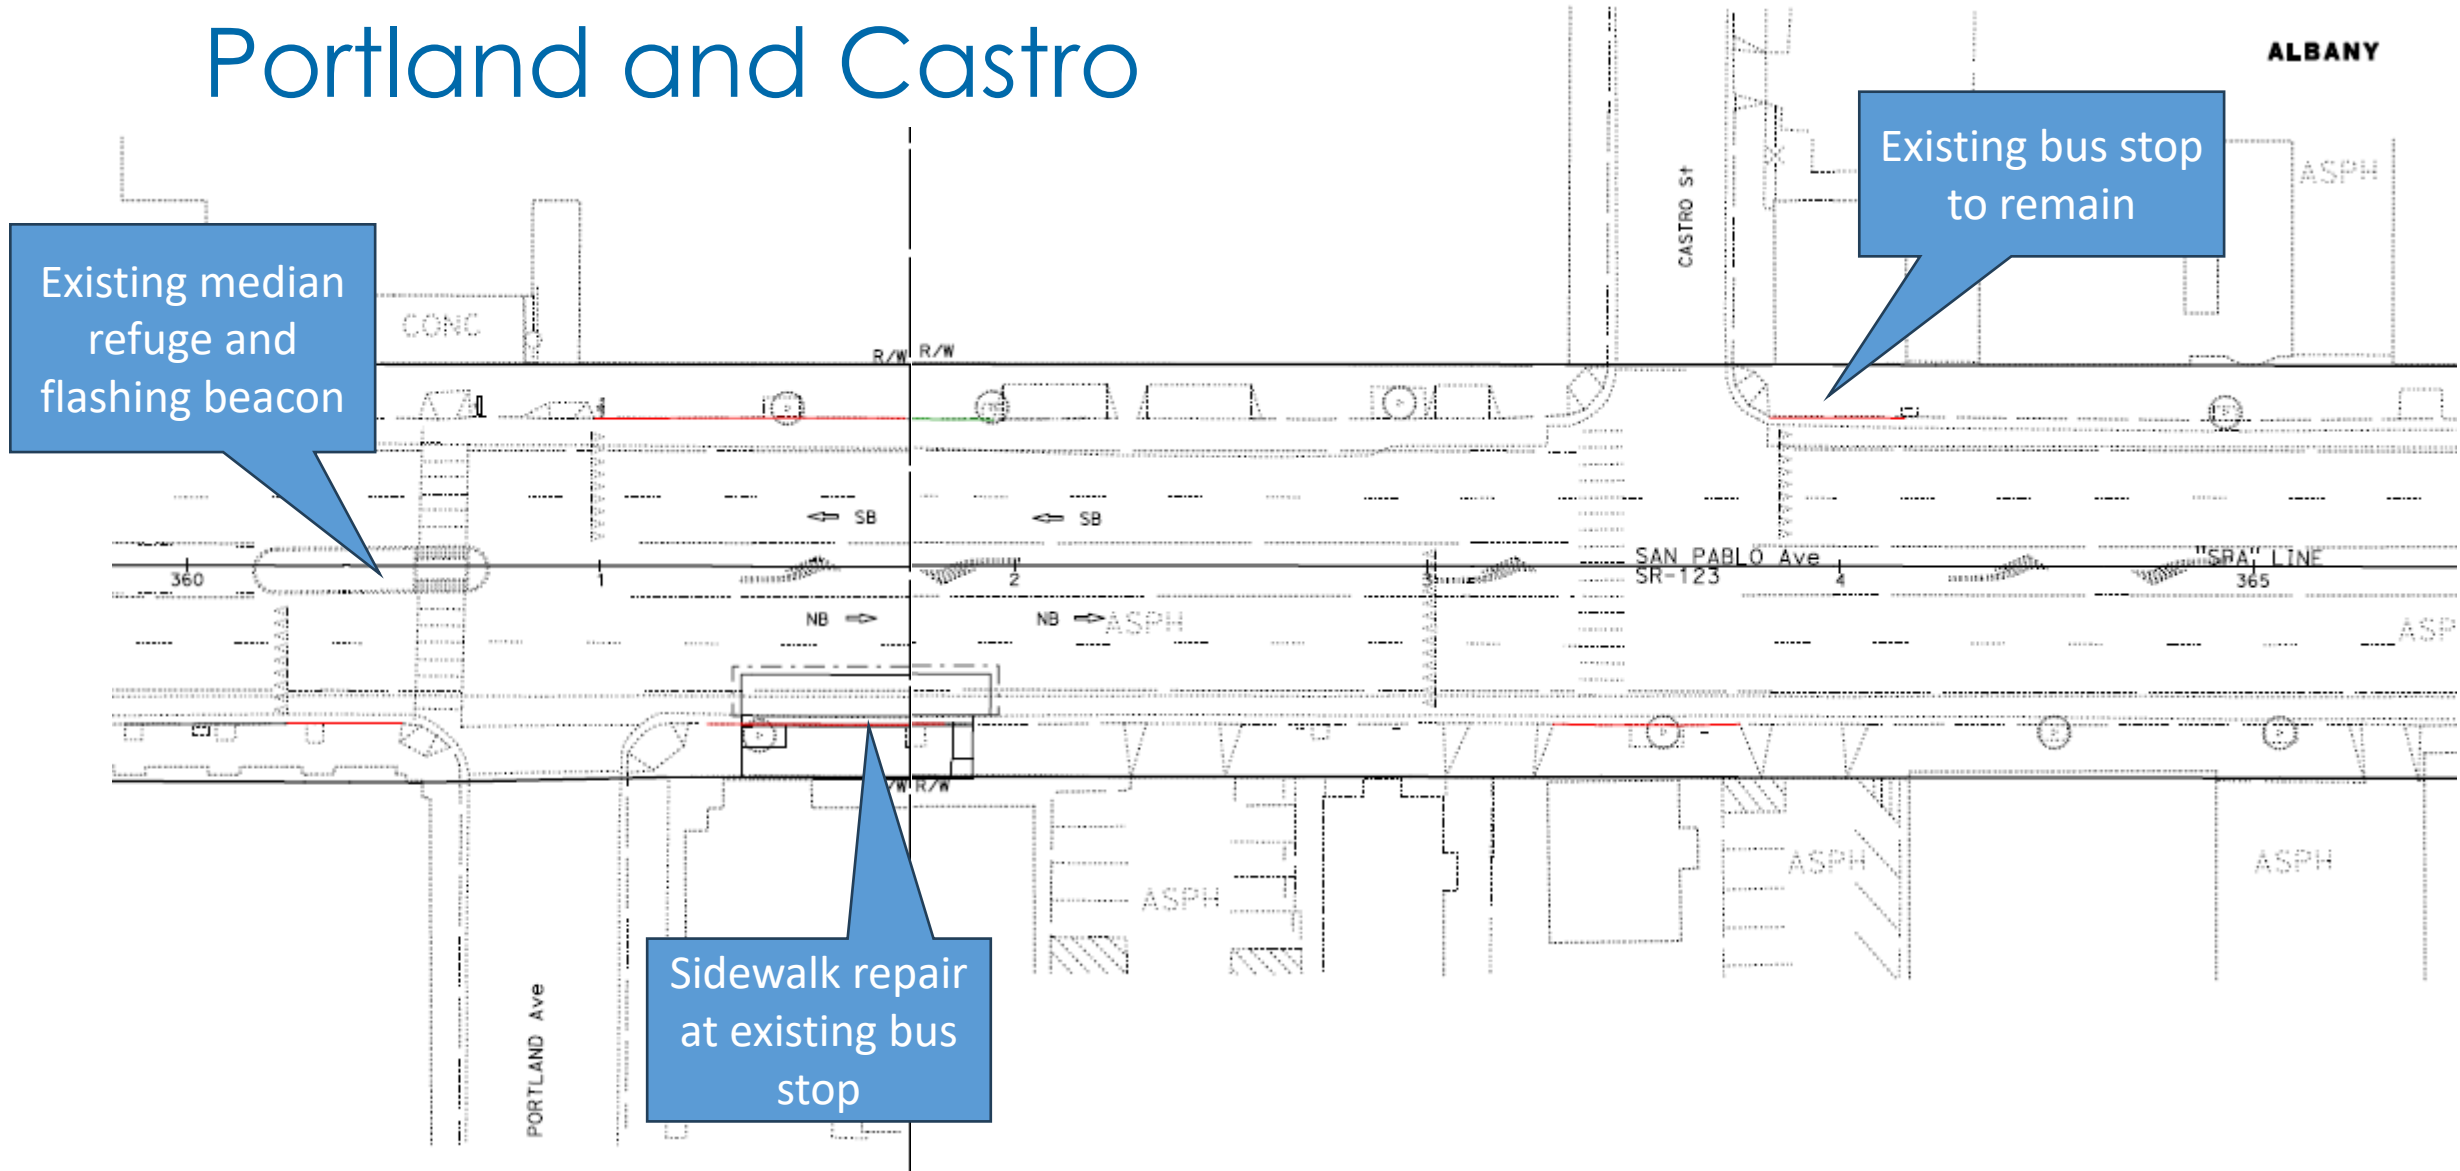 Portland and Castro
ALBANY
Existing bus stop
to remain
ASPH
CASTRO St
Existing median
refuge and
flashing beacon
CONC
R/W R/W
SB
SB
SAN PABLO Ave
SR-123
"SRA" LINE
360
1
2
3
4
365
NB
NB
ASPH
ASP
R/W
ASPH
ASPH
ASPH
Sidewalk repair
at existing bus
stop
PORTLAND Ave